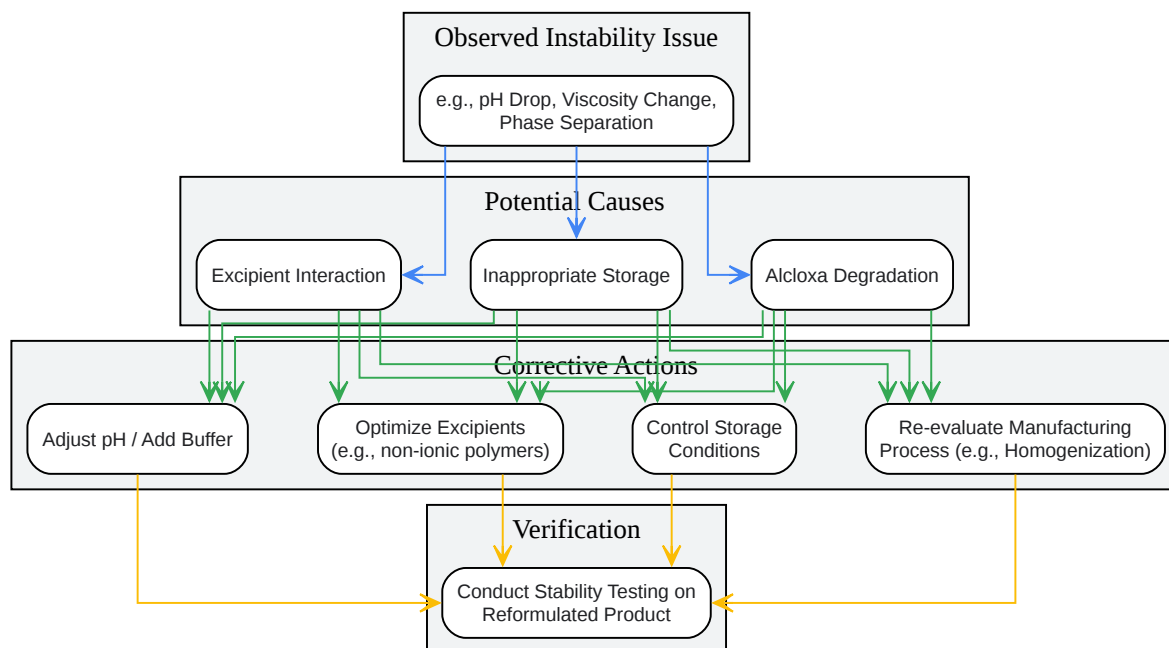 Observed Instability Issue
e.g., pH Drop, Viscosity Change,
Phase Separation
Potential Causes
Excipient Interaction
Inappropriate Storage
Alcloxa Degradation
Corrective Actions
Adjust pH / Add Buffer
Optimize Excipients
(e.g., non-ionic polymers)
Control Storage
Conditions
Re-evaluate Manufacturing
Process (e.g., Homogenization)
Verification
Conduct Stability Testing on
Reformulated Product